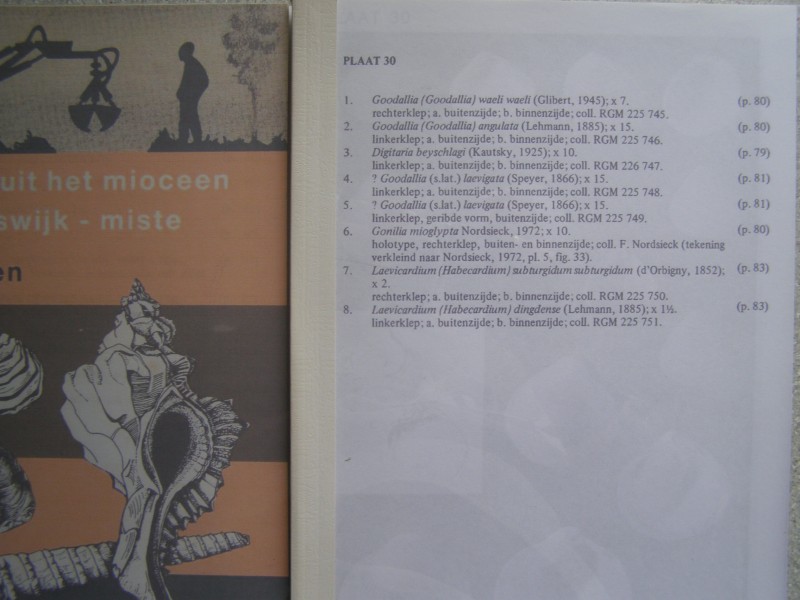 uit het mioceen
swijk - miste
en
PLAAT 30
1. Goodallia (Goodallia) waeli waeli (Glibert, 1945); x 7. (p. 80)
rechterklep; a. buitenzijde; b. binnenzijde; coll. RGM 225 745.
2. Goodallia (Goodallia) angulata (Lehmann, 1885); x 15. (p. 80)
linkerklep; a. buitenzijde; b. binnenzijde; coll. RGM 225 746.
3. Digitaria beyschlagi (Kautsky, 1925); x 10. (p. 79)
linkerklep; a. buitenzijde; b. binnenzijde; coll. RGM 226 747.
4. ? Goodallia (s.lat.) laevigata (Speyer, 1866); x 15. (p. 81)
linkerklep; a. buitenzijde; b. binnenzijde; coll. RGM 225 748.
5. ? Goodallia (s.lat.) laevigata (Speyer, 1866); x 15. (p. 81)
linkerklep, geribde vorm, buitenzijde; coll. RGM 225 749.
6. Gonilia mioglypta Nordsieck, 1972; x 10. (p. 80)
holotype, rechterklep, buiten- en binnenzijde; coll. F. Nordsieck (tekening
verkleind naar Nordsieck, 1972, pl. 5, fig. 33).
7. Laevicardium (Habecardium) subturgidum subturgidum (d'Orbigny, 1852); (p. 83)
x 2.
rechterklep; a. buitenzijde; b. binnenzijde; coll. RGM 225 750.
8. Laevicardium (Habecardium) dingdense (Lehmann, 1885); x 1½. (p. 83)
linkerklep; a. buitenzijde; b. binnenzijde; coll. RGM 225 751.